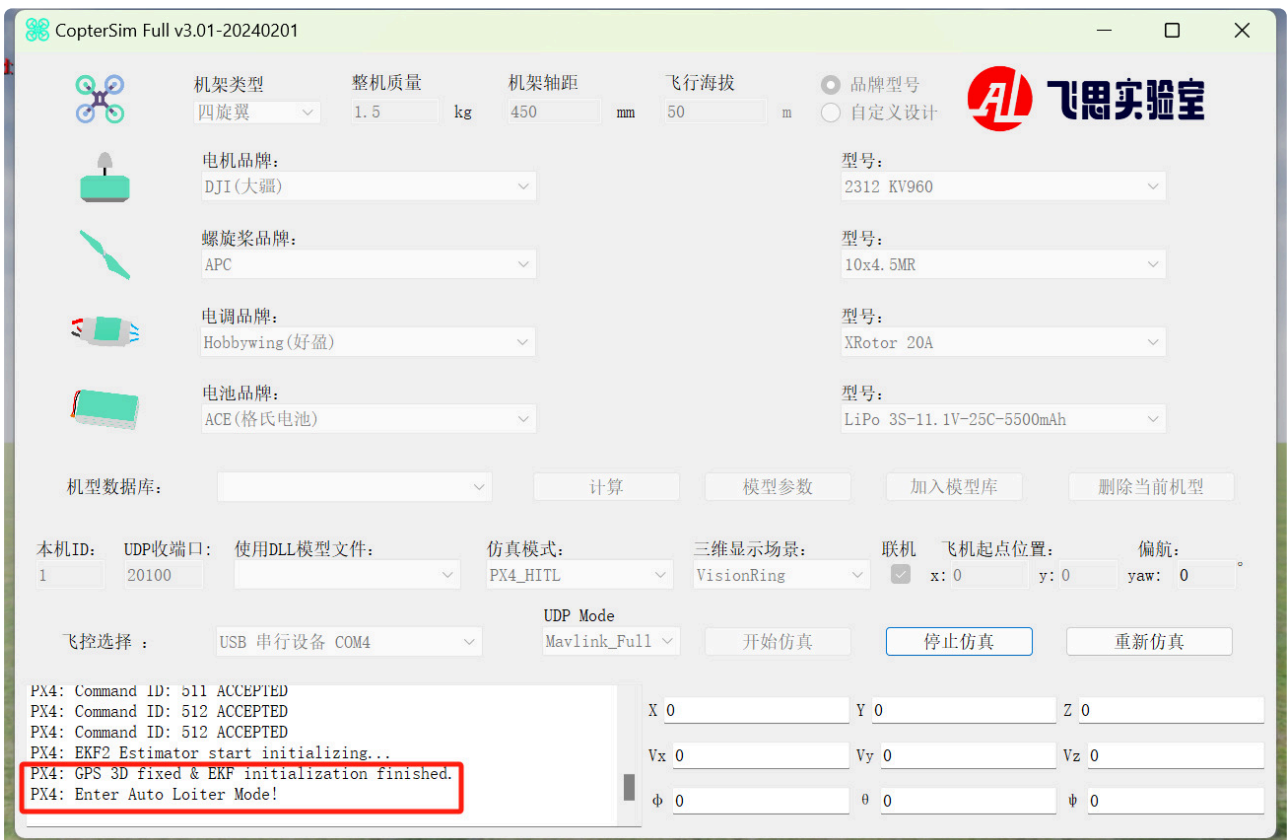 CopterSim Full v3.01-20240201
机架类型 整机质量 机架轴距 飞行海拔 品牌型号
四旋翼 1.5 kg 450 mm 50 m 自定义设计
飞思实验室
电机品牌: 型号:
DJI(大疆) 2312 KV960
螺旋桨品牌: 型号:
APC 10x4.5MR
电调品牌: 型号:
Hobbywing(好盈) XRotor 20A
电池品牌: 型号:
ACE(格氏电池) LiPo 3S-11.1V-25C-5500mAh
机型数据库: 计算 模型参数 加入模型库 删除当前机型
本机ID: UDP收端口: 使用DLL模型文件: 仿真模式: 三维显示场景: 联机 飞机起点位置: 偏航:
1 20100 PX4_HITL VisionRing x: 0 y: 0 yaw: 0 °
UDP Mode
飞控选择 : USB 串行设备 COM4 Mavlink_Full 开始仿真 停止仿真 重新仿真
PX4: Command ID: 511 ACCEPTED
PX4: Command ID: 512 ACCEPTED
PX4: Command ID: 512 ACCEPTED
PX4: EKF2 Estimator start initializing...
PX4: GPS 3D fixed & EKF initialization finished.
PX4: Enter Auto Loiter Mode!
X 0 Y 0 Z 0
Vx 0 Vy 0 Vz 0
ϕ 0 θ 0 ψ 0